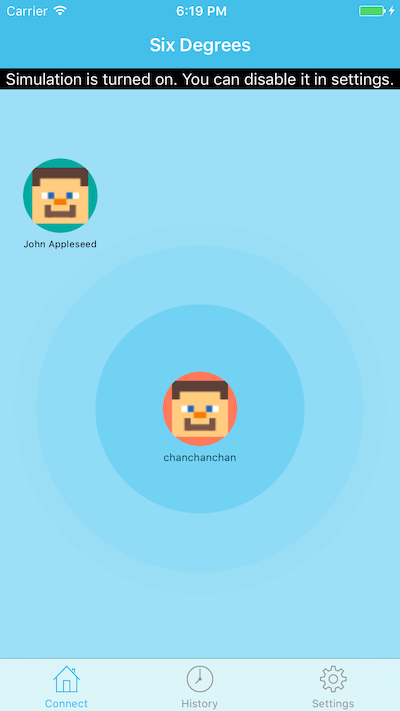 Carrier 6:19 PM
Six Degrees
Simulation is turned on. You can disable it in settings.
John Appleseed
chanchanchan
Connect History Settings